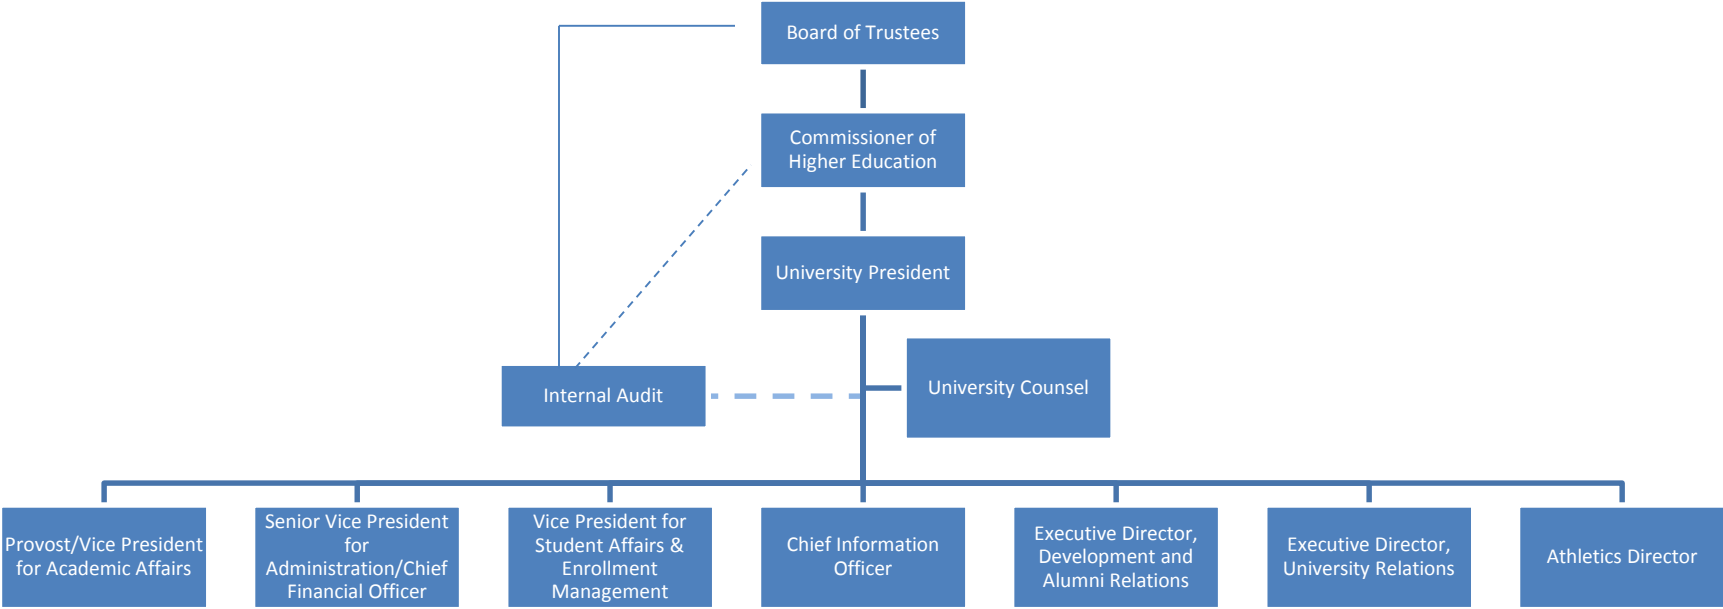 Board of Trustees
Commissioner of
Higher Education
University President
Internal Audit
University Counsel
Provost/Vice President
for Academic Affairs
Senior Vice President
for
Administration/Chief
Financial Officer
Vice President for
Student Affairs &
Enrollment
Management
Chief Information
Officer
Executive Director,
Development and
Alumni Relations
Executive Director,
University Relations
Athletics Director